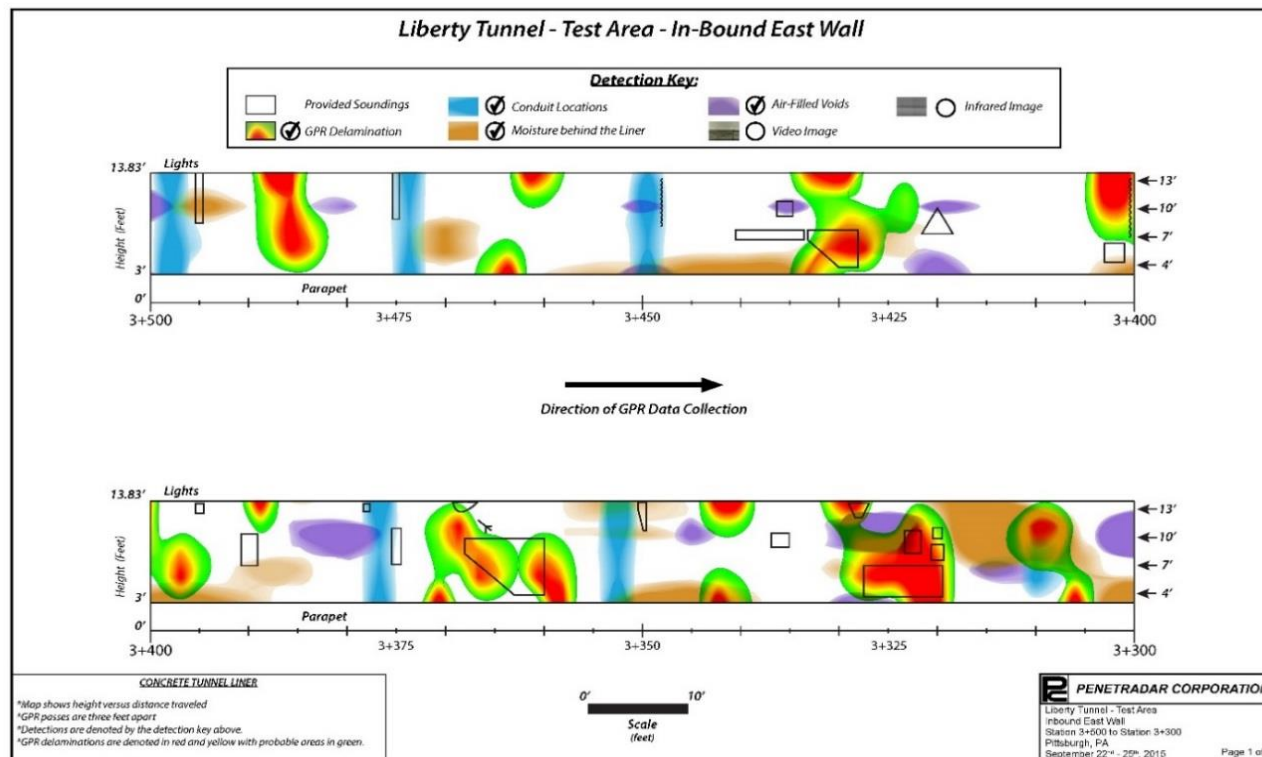 Liberty Tunnel - Test Area - In-Bound East Wall
Detection Key:
Provided Soundings
Conduit Locations
Air-Filled Voids
Infrared Image
GPR Delamination
Moisture behind the Liner
Video Image
13.83'
Lights
13'
10'
7'
4'
Height (Feet)
3'
0'
Parapet
3+500
3+475
3+450
3+425
3+400
Direction of GPR Data Collection
13.83'
Lights
13'
10'
7'
4'
Height (Feet)
3'
0'
Parapet
3+400
3+375
3+350
3+325
3+300
CONCRETE TUNNEL LINER
*Map shows height versus distance traveled
*GPR passes are three feet apart
*Detections are denoted by the detection key above.
*GPR delaminations are denoted in red and yellow with probable areas in green.
0' 10'
Scale
(feet)
PENETRADAR CORPORATION
Liberty Tunnel - Test Area
Inbound East Wall
Station 3+500 to Station 3+300
Pittsburgh, PA
September 22nd - 25th, 2015
Page 1 of